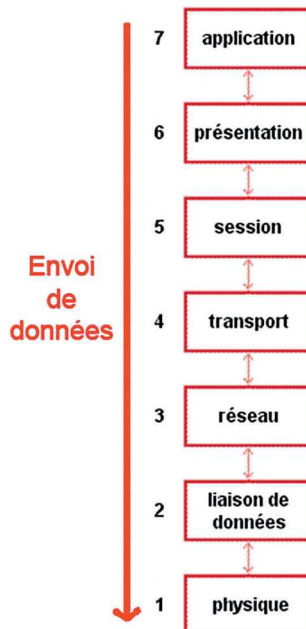 7 application
6 présentation
5 session
Envoi
de
données
4 transport
3 réseau
2 liaison de
données
1 physique